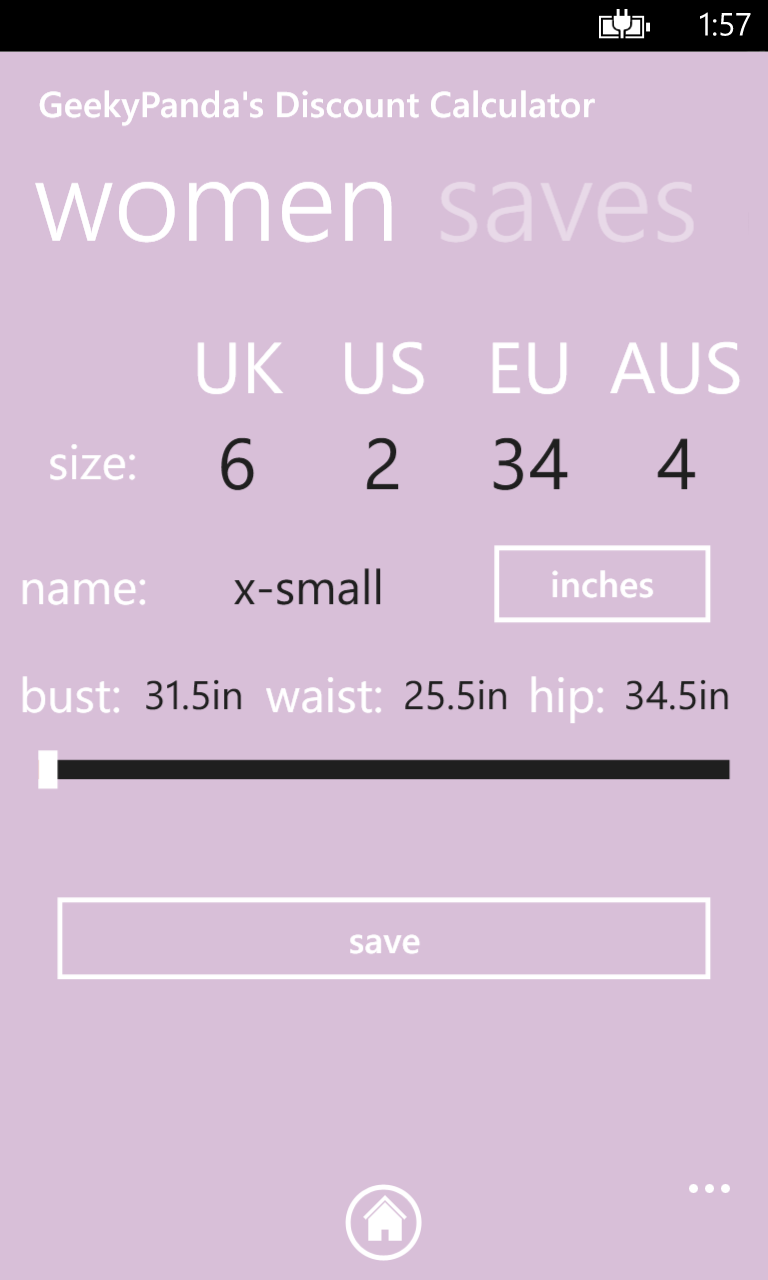 1:57
GeekyPanda's Discount Calculator
women saves
UK US EU AUS
size: 6 2 34 4
name: x-small inches
bust: 31.5in waist: 25.5in hip: 34.5in
save